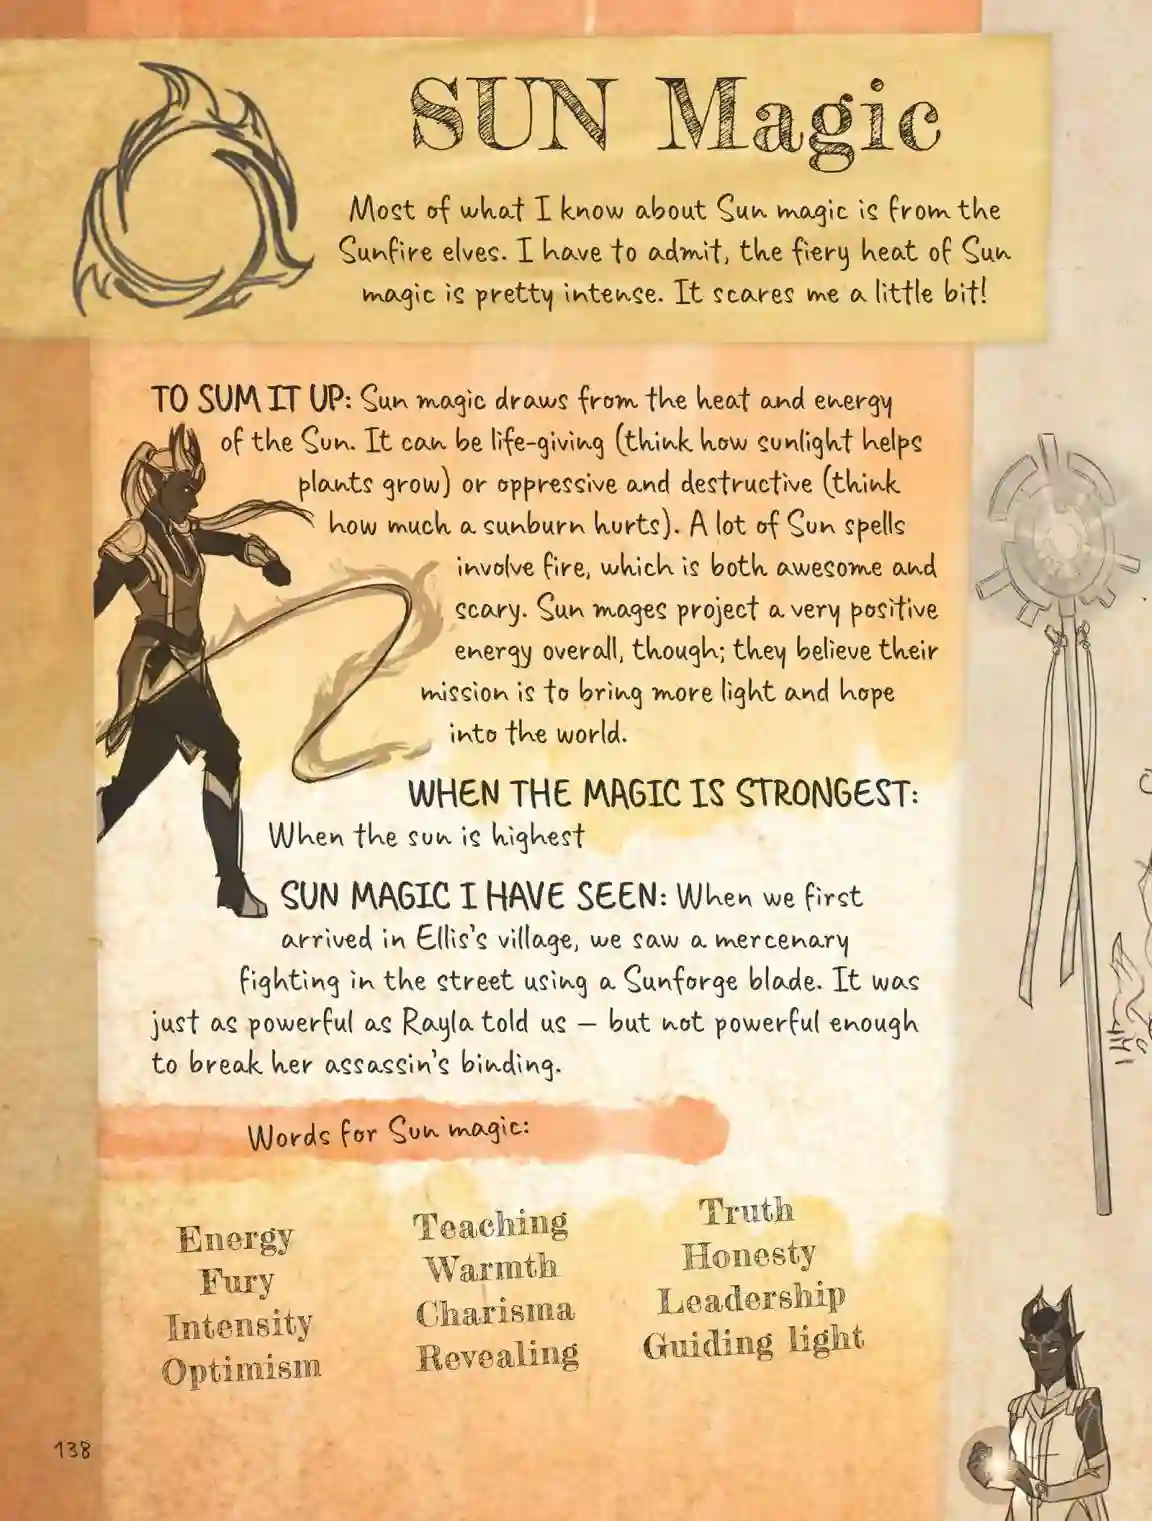 SUN Magic
Most of what I know about Sun magic is from the
Sunfire elves. I have to admit, the fiery heat of Sun
magic is pretty intense. It scares me a little bit!
TO SUM IT UP: Sun magic draws from the heat and energy
of the Sun. It can be life-giving (think how sunlight helps
plants grow) or oppressive and destructive (think
how much a sunburn hurts). A lot of Sun spells
involve fire, which is both awesome and
scary. Sun mages project a very positive
energy overall, though; they believe their
mission is to bring more light and hope
into the world.
WHEN THE MAGIC IS STRONGEST:
When the sun is highest
SUN MAGIC I HAVE SEEN: When we first
arrived in Ellis's village, we saw a mercenary
fighting in the street using a Sunforge blade. It was
just as powerful as Rayla told us – but not powerful enough
to break her assassin's binding.
Words for Sun magic:
Energy
Fury
Intensity
Optimism
Teaching
Warmth
Charisma
Revealing
Truth
Honesty
Leadership
Guiding light
138